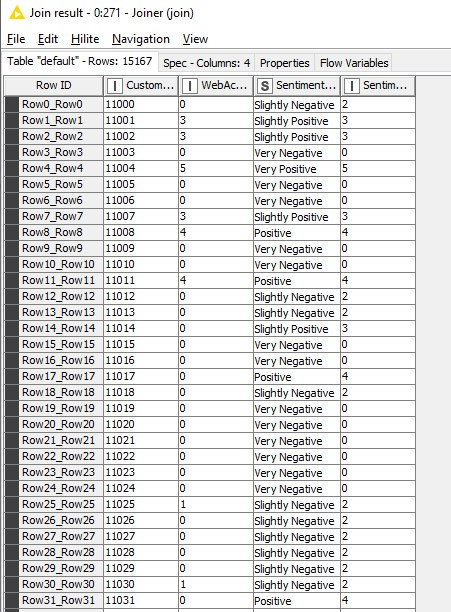 Join result - 0:271 - Joiner (join)
File Edit Hilite Navigation View
Table "default" - Rows: 15167 Spec - Columns: 4 Properties Flow Variables
Row ID I Custom... I WebAc... S Sentiment... I Sentim...
Row0_Row0 11000 0 Slightly Negative 2
Row1_Row1 11001 3 Slightly Positive 3
Row2_Row2 11002 3 Slightly Positive 3
Row3_Row3 11003 0 Very Negative 0
Row4_Row4 11004 5 Very Positive 5
Row5_Row5 11005 0 Very Negative 0
Row6_Row6 11006 0 Very Negative 0
Row7_Row7 11007 3 Slightly Positive 3
Row8_Row8 11008 4 Positive 4
Row9_Row9 11009 0 Very Negative 0
Row10_Row10 11010 0 Very Negative 0
Row11_Row11 11011 4 Positive 4
Row12_Row12 11012 0 Slightly Negative 2
Row13_Row13 11013 0 Slightly Negative 2
Row14_Row14 11014 0 Slightly Positive 3
Row15_Row15 11015 0 Very Negative 0
Row16_Row16 11016 0 Very Negative 0
Row17_Row17 11017 0 Positive 4
Row18_Row18 11018 0 Slightly Negative 2
Row19_Row19 11019 0 Very Negative 0
Row20_Row20 11020 0 Very Negative 0
Row21_Row21 11021 0 Very Negative 0
Row22_Row22 11022 0 Very Negative 0
Row23_Row23 11023 0 Very Negative 0
Row24_Row24 11024 0 Very Negative 0
Row25_Row25 11025 1 Slightly Negative 2
Row26_Row26 11026 0 Slightly Negative 2
Row27_Row27 11027 0 Slightly Negative 2
Row28_Row28 11028 0 Slightly Negative 2
Row29_Row29 11029 0 Slightly Negative 2
Row30_Row30 11030 1 Slightly Negative 2
Row31_Row31 11031 0 Positive 4